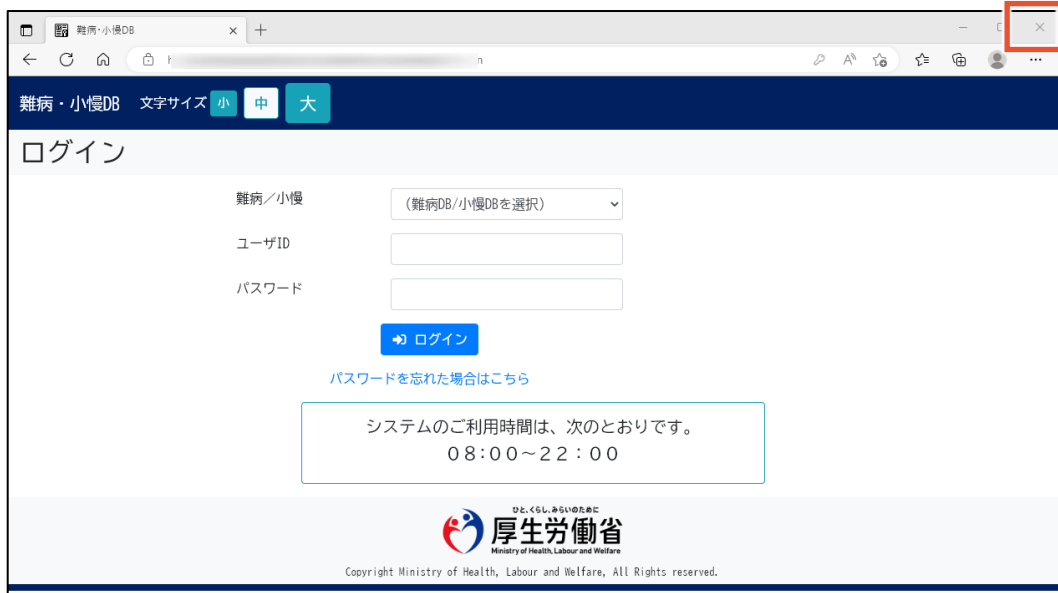 難病・小慢DB
難病・小慢DB 文字サイズ 小 中 大
ログイン
難病／小慢 (難病DB/小慢DBを選択)
ユーザID
パスワード
ログイン
パスワードを忘れた場合はこちら
システムのご利用時間は、次のとおりです。
０８：００～２２：００
ひと、くらし、みらいのために
厚生労働省
Ministry of Health, Labour and Welfare
Copyright Ministry of Health, Labour and Welfare, All Rights reserved.